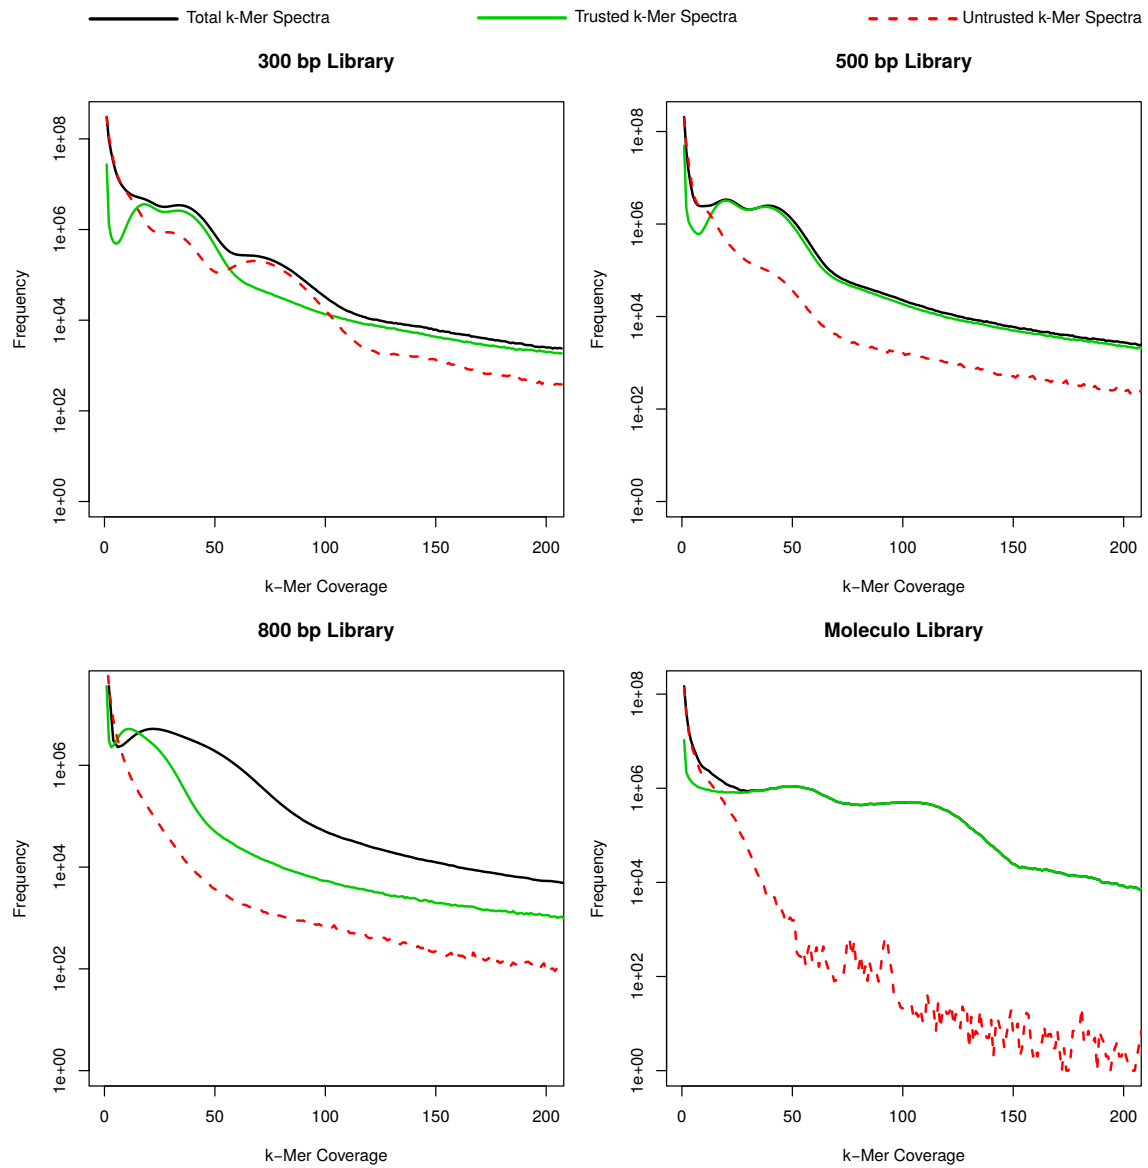 Total k-Mer Spectra Trusted k-Mer Spectra Untrusted k-Mer Spectra
300 bp Library
1e+00 1e+02 1e+04 1e+06 1e+08
Frequency
0 50 100 150 200
k−Mer Coverage
500 bp Library
1e+00 1e+02 1e+04 1e+06 1e+08
Frequency
0 50 100 150 200
k−Mer Coverage
800 bp Library
1e+00 1e+02 1e+04 1e+06
Frequency
0 50 100 150 200
k−Mer Coverage
Moleculo Library
1e+00 1e+02 1e+04 1e+06 1e+08
Frequency
0 50 100 150 200
k−Mer Coverage